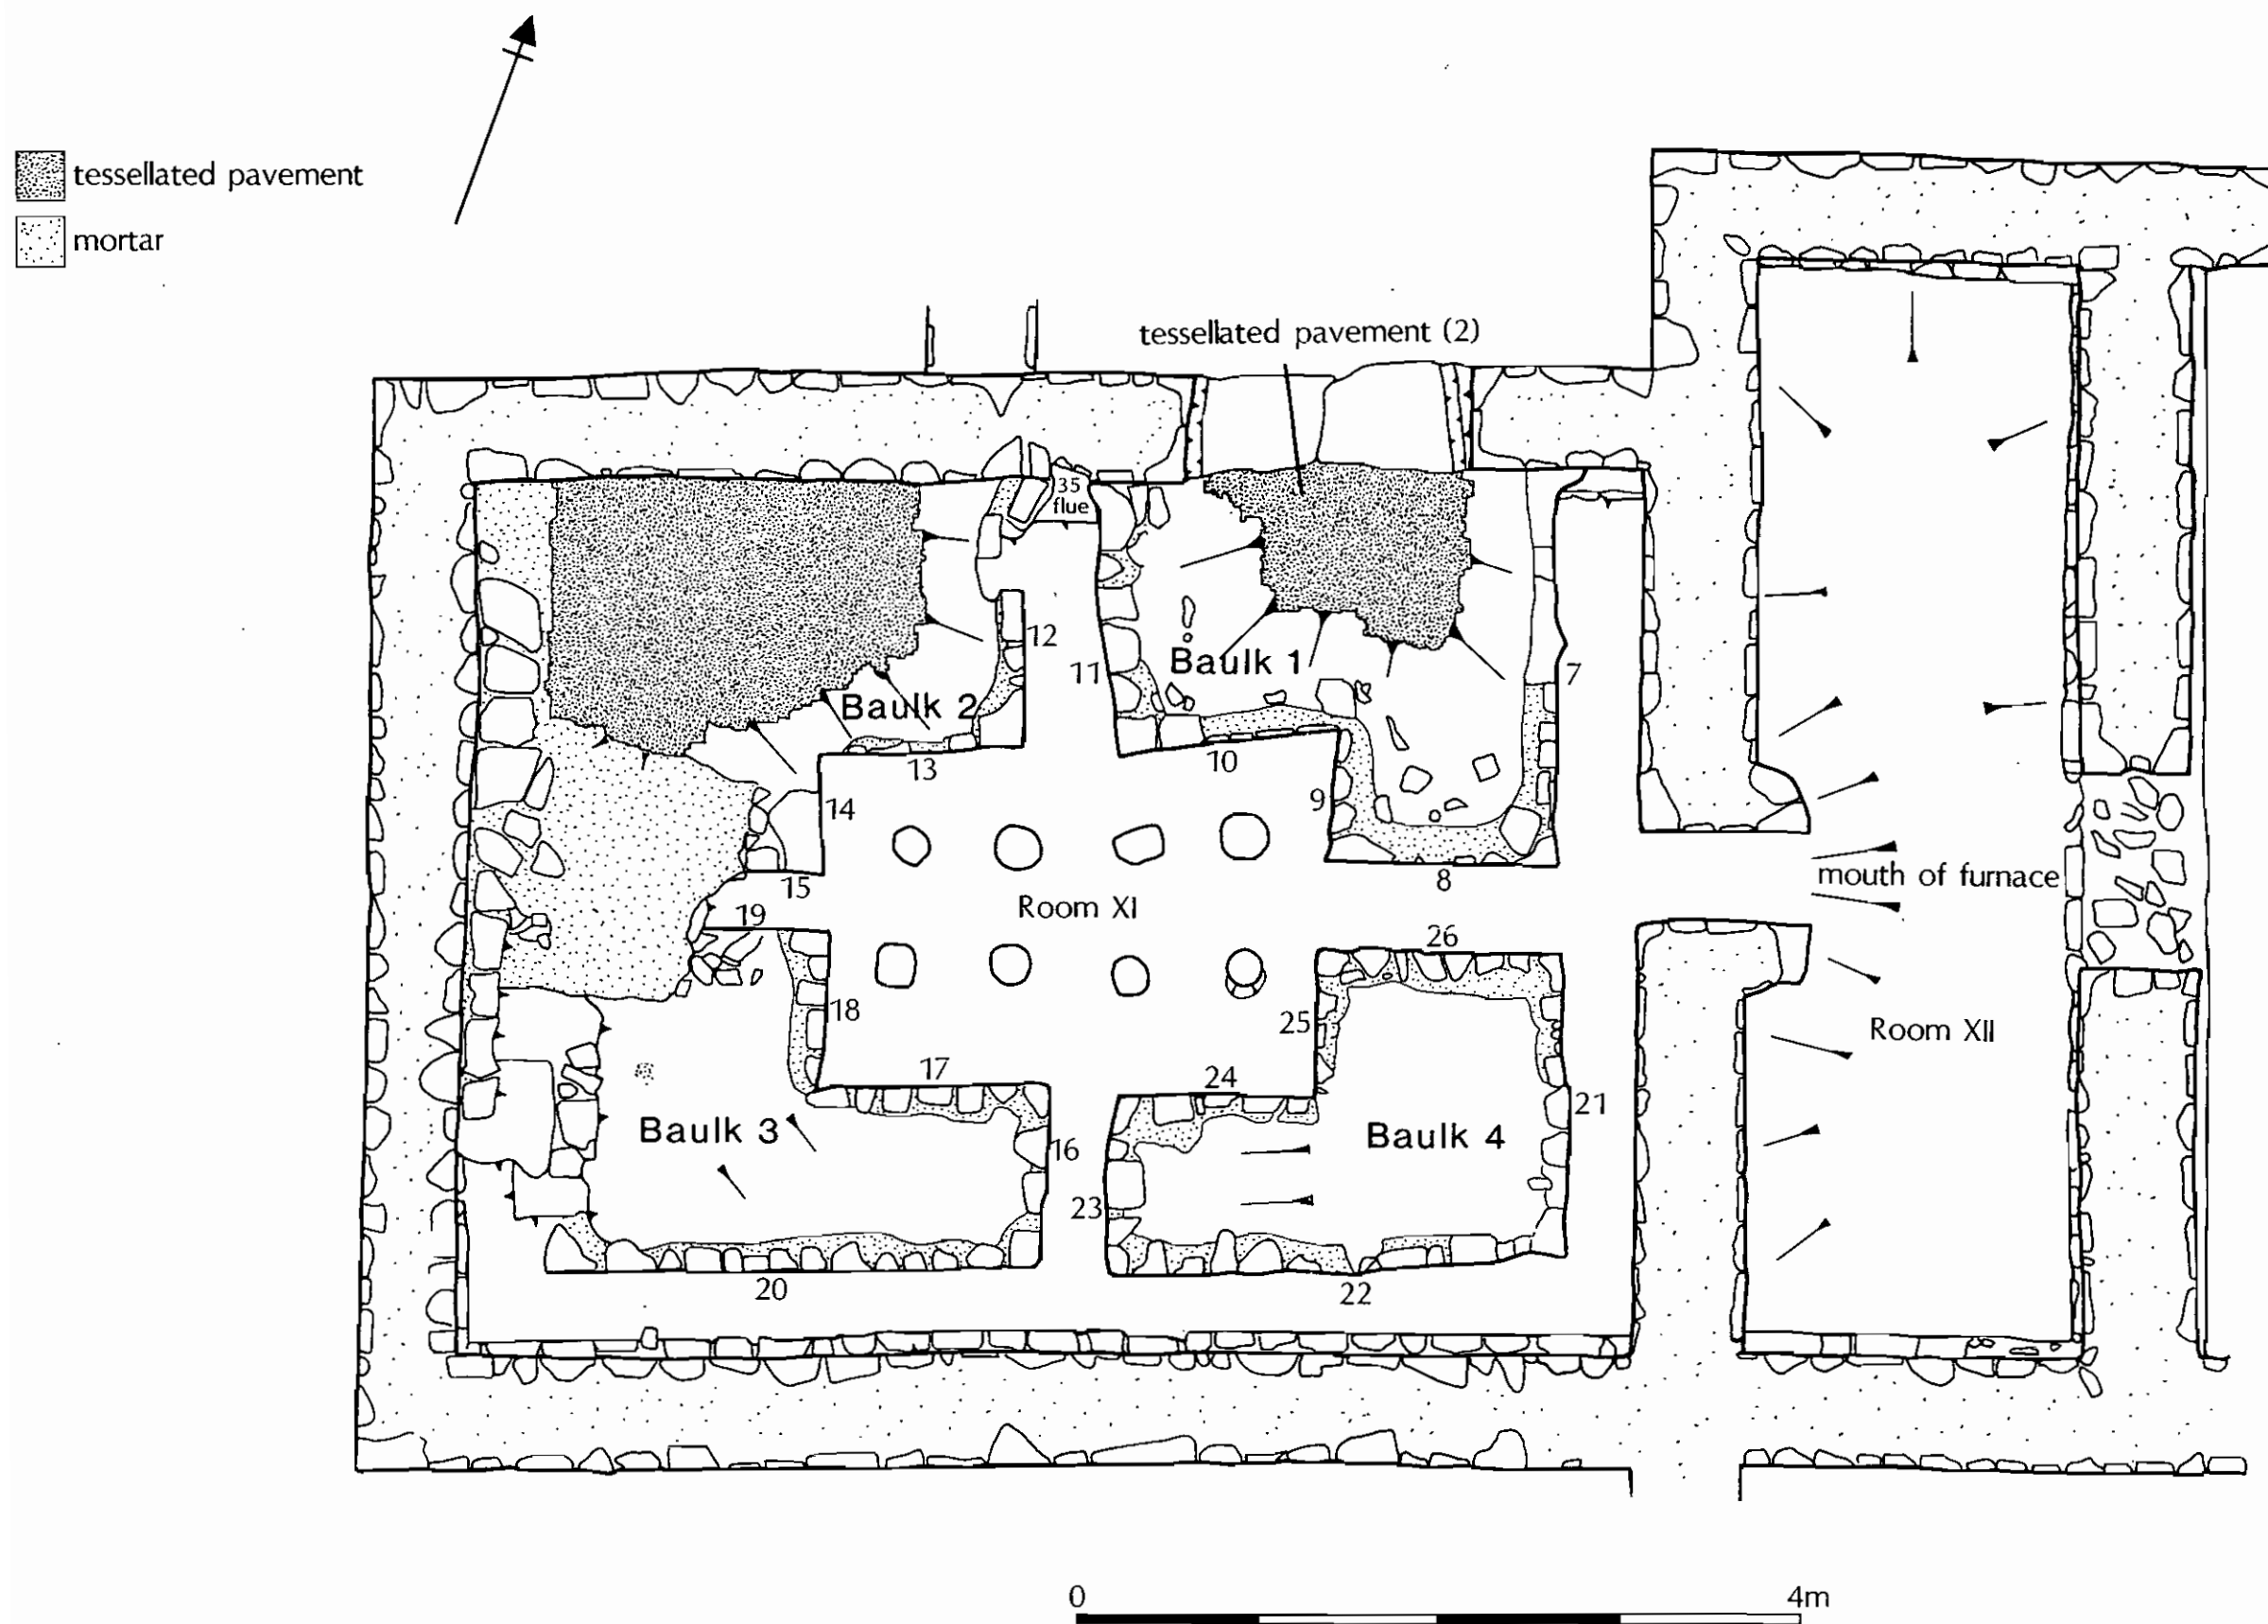 tessellated pavement
mortar
tessellated pavement (2)
35
flue
12
11
Baulk 1
7
Baulk 2
13
10
14
9
15
8
mouth of furnace
19
Room XI
26
18
25
Room XII
17
24
Baulk 3
16
Baulk 4
21
23
20
22
0
4m